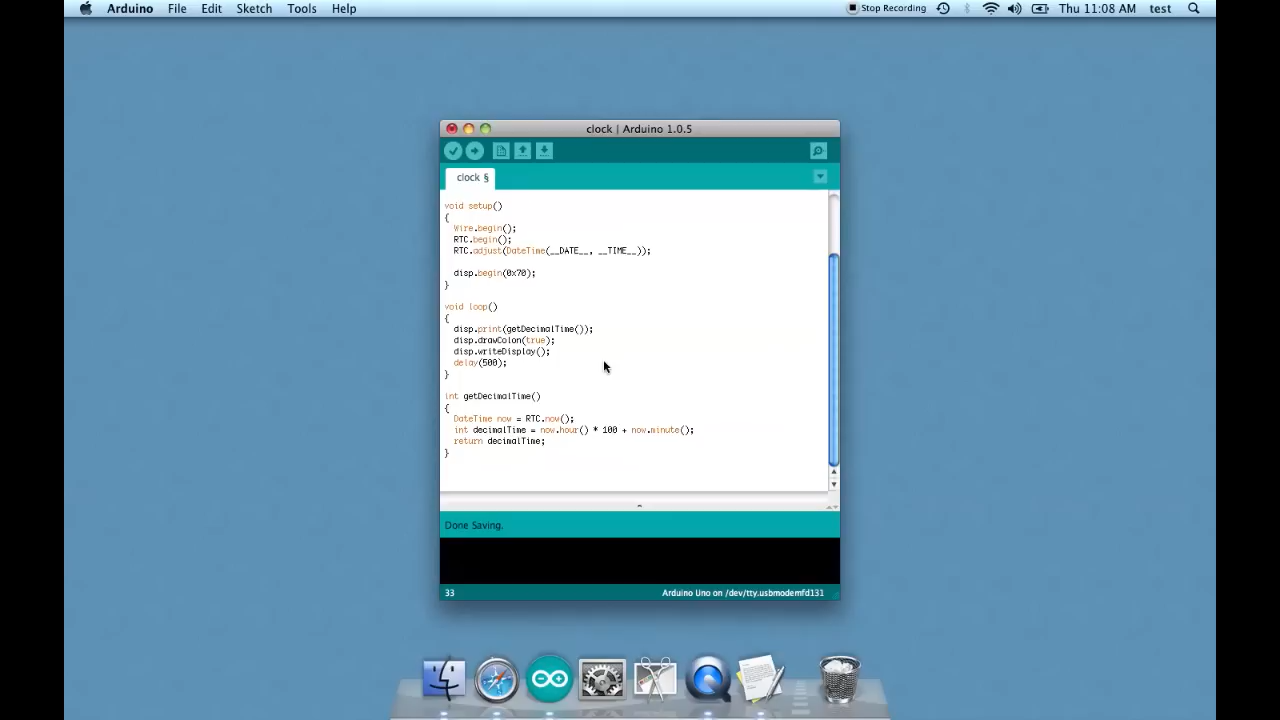 Arduino File Edit Sketch Tools Help Stop Recording Thu 11:08 AM test
clock | Arduino 1.0.5
clock §
void setup()
{
Wire.begin();
RTC.begin();
RTC.adjust(DateTime(__DATE__, __TIME__));
disp.begin(0x70);
}
void loop()
{
disp.print(getDecimalTime());
disp.drawColon(true);
disp.writeDisplay();
delay(500);
}
int getDecimalTime()
{
DateTime now = RTC.now();
int decimalTime = now.hour() * 100 + now.minute();
return decimalTime;
}
Done Saving.
33 Arduino Uno on /dev/tty.usbmodemfd131